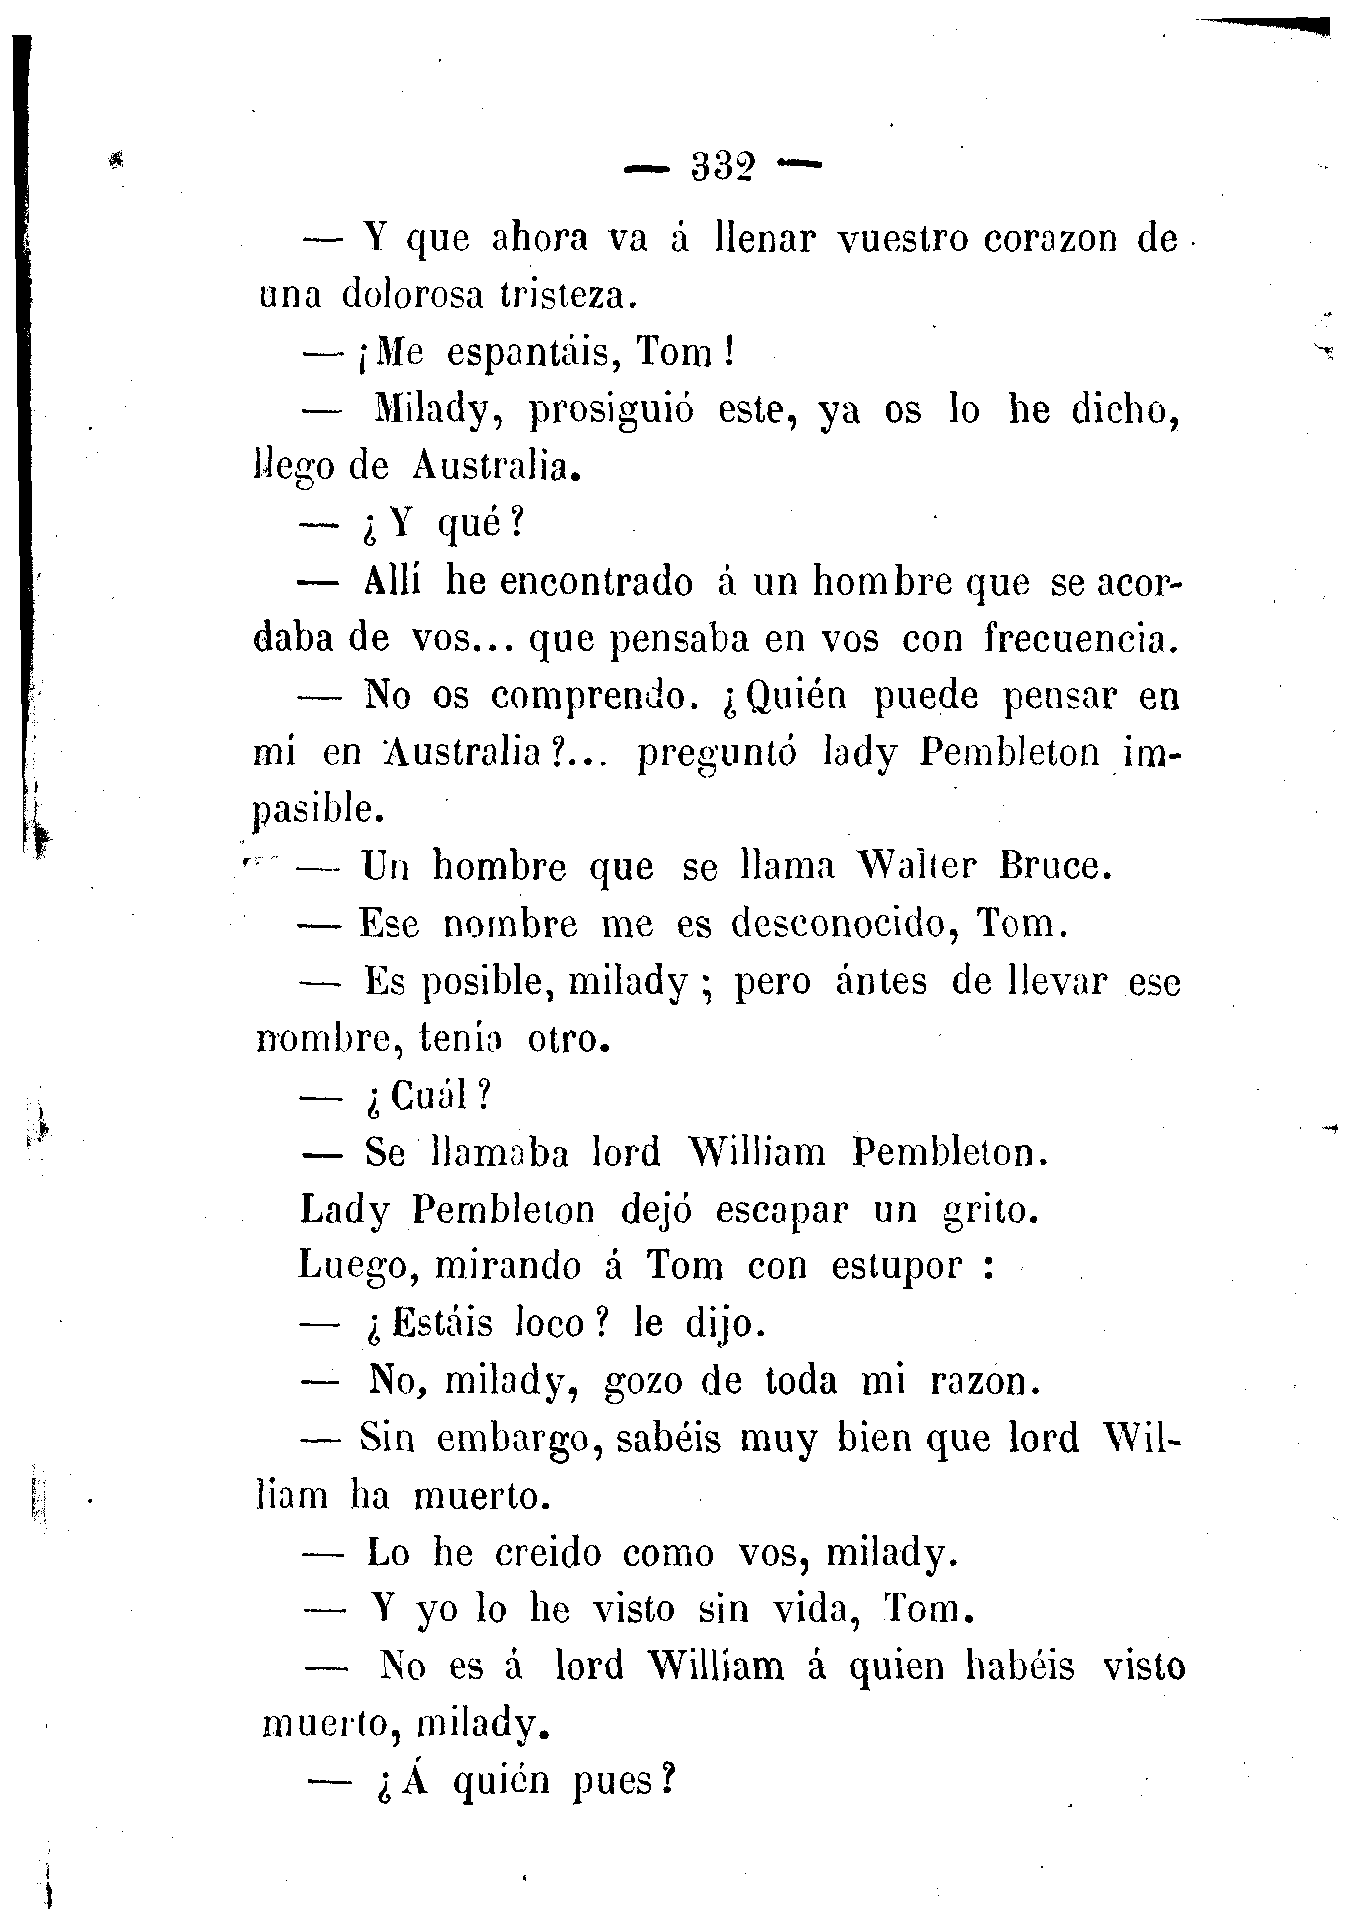 — 332 —
— Y que ahora va á llenar vuestro corazon de
una dolorosa tristeza.
— ¡Me espantáis, Tom!
— Milady, prosiguió este, ya os lo he dicho,
llego de Australia.
— ¿Y qué?
— Allí he encontrado á un hombre que se acor-
daba de vos... que pensaba en vos con frecuencia.
— No os comprendo. ¿Quién puede pensar en
mí en Australia?... preguntó lady Pembleton im-
pasible.
— Un hombre que se llama Walter Bruce.
— Ese nombre me es desconocido, Tom.
— Es posible, milady; pero ántes de llevar ese
nombre, tenía otro.
— ¿Cuál?
— Se llamaba lord William Pembleton.
Lady Pembleton dejó escapar un grito.
Luego, mirando á Tom con estupor :
— ¿Estáis loco? le dijo.
— No, milady, gozo de toda mi razon.
— Sin embargo, sabéis muy bien que lord Wil-
liam ha muerto.
— Lo he creido como vos, milady.
— Y yo lo he visto sin vida, Tom.
— No es á lord William á quien habéis visto
muerto, milady.
— ¿Á quién pues?